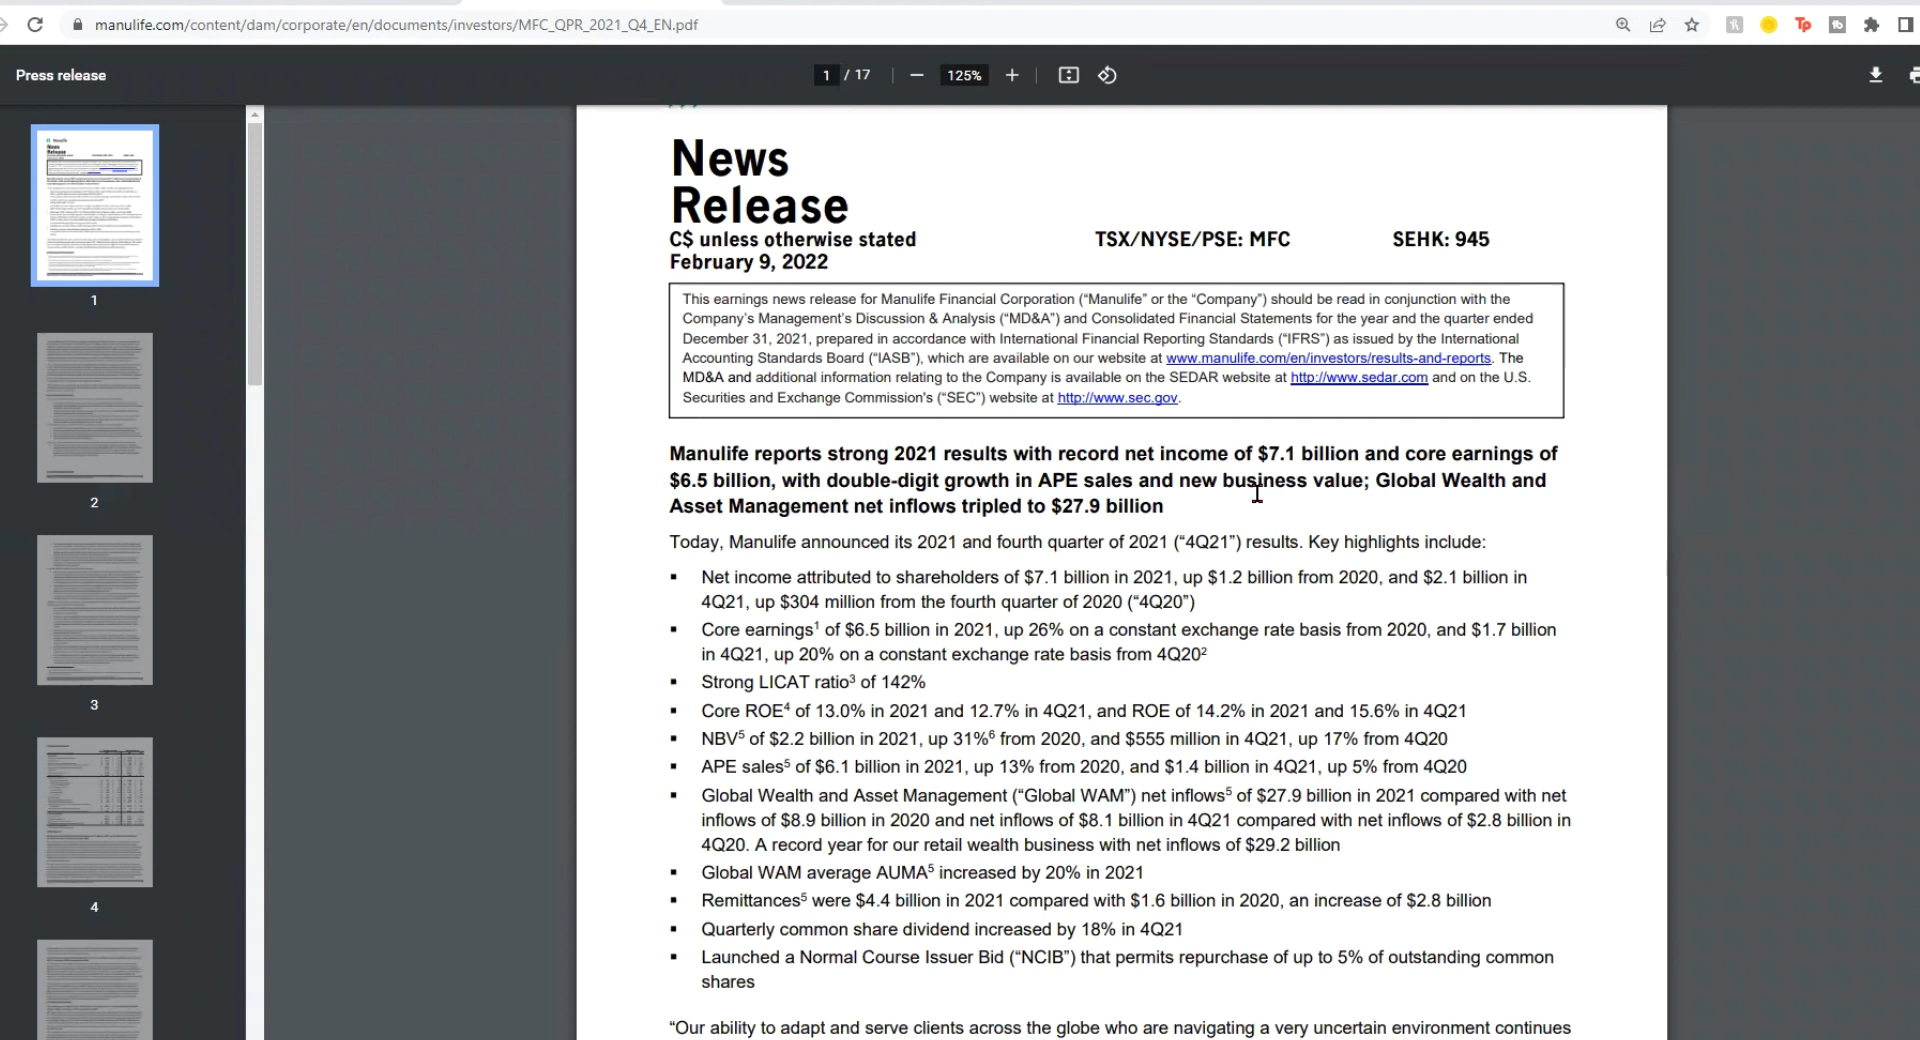 manulife.com/content/dam/corporate/en/documents/investors/MFC_QPR_2021_Q4_EN.pdf
Press release
1 / 17
125%
News
Release
C$ unless otherwise stated TSX/NYSE/PSE: MFC SEHK: 945
February 9, 2022
This earnings news release for Manulife Financial Corporation (“Manulife” or the “Company”) should be read in conjunction with the
Company’s Management’s Discussion & Analysis (“MD&A”) and Consolidated Financial Statements for the year and the quarter ended
December 31, 2021, prepared in accordance with International Financial Reporting Standards (“IFRS”) as issued by the International
Accounting Standards Board (“IASB”), which are available on our website at www.manulife.com/en/investors/results-and-reports. The
MD&A and additional information relating to the Company is available on the SEDAR website at http://www.sedar.com and on the U.S.
Securities and Exchange Commission's (“SEC”) website at http://www.sec.gov.
Manulife reports strong 2021 results with record net income of $7.1 billion and core earnings of
$6.5 billion, with double-digit growth in APE sales and new business value; Global Wealth and
Asset Management net inflows tripled to $27.9 billion
Today, Manulife announced its 2021 and fourth quarter of 2021 (“4Q21”) results. Key highlights include:
▪ Net income attributed to shareholders of $7.1 billion in 2021, up $1.2 billion from 2020, and $2.1 billion in
4Q21, up $304 million from the fourth quarter of 2020 (“4Q20”)
▪ Core earnings¹ of $6.5 billion in 2021, up 26% on a constant exchange rate basis from 2020, and $1.7 billion
in 4Q21, up 20% on a constant exchange rate basis from 4Q20²
▪ Strong LICAT ratio³ of 142%
▪ Core ROE⁴ of 13.0% in 2021 and 12.7% in 4Q21, and ROE of 14.2% in 2021 and 15.6% in 4Q21
▪ NBV⁵ of $2.2 billion in 2021, up 31%⁶ from 2020, and $555 million in 4Q21, up 17% from 4Q20
▪ APE sales⁵ of $6.1 billion in 2021, up 13% from 2020, and $1.4 billion in 4Q21, up 5% from 4Q20
▪ Global Wealth and Asset Management (“Global WAM”) net inflows⁵ of $27.9 billion in 2021 compared with net
inflows of $8.9 billion in 2020 and net inflows of $8.1 billion in 4Q21 compared with net inflows of $2.8 billion in
4Q20. A record year for our retail wealth business with net inflows of $29.2 billion
▪ Global WAM average AUMA⁵ increased by 20% in 2021
▪ Remittances⁵ were $4.4 billion in 2021 compared with $1.6 billion in 2020, an increase of $2.8 billion
▪ Quarterly common share dividend increased by 18% in 4Q21
▪ Launched a Normal Course Issuer Bid (“NCIB”) that permits repurchase of up to 5% of outstanding common
shares
“Our ability to adapt and serve clients across the globe who are navigating a very uncertain environment continues
1
2
3
4